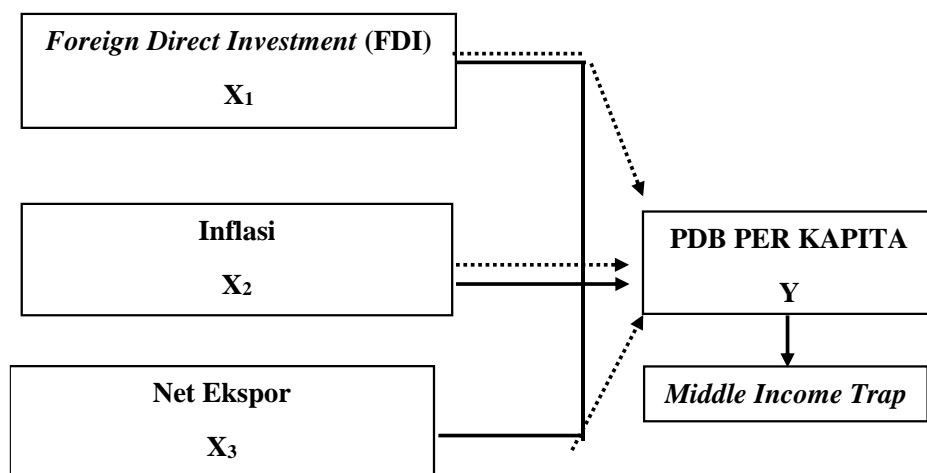 Foreign Direct Investment (FDI)
X1
Inflasi
X2
PDB PER KAPITA
Y
Net Ekspor
X3
Middle Income Trap